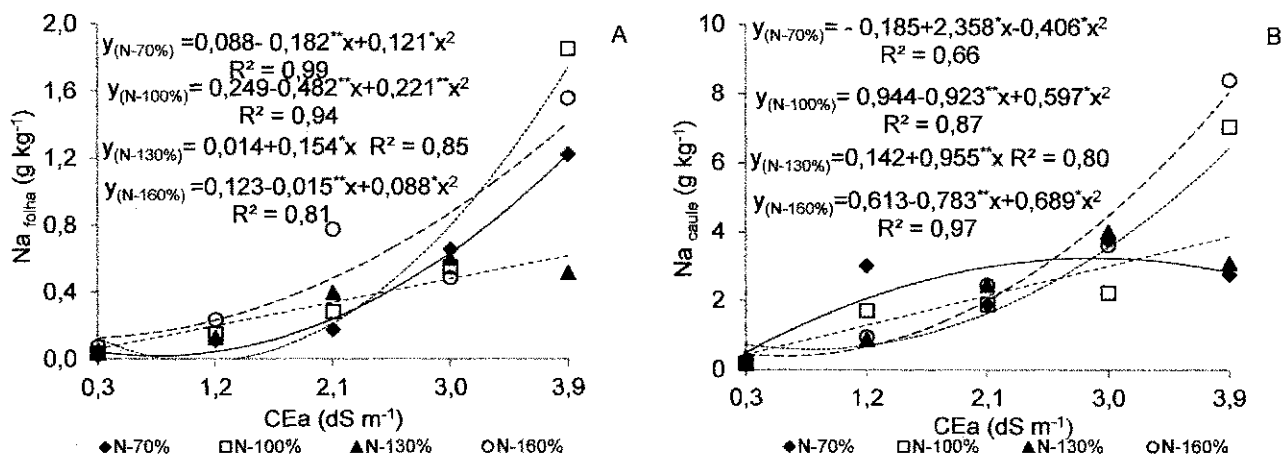 2,0
1,6
1,2
0,8
0,4
0,0
Na folha (g kg⁻¹)
y(N-70%)=0,088- 0,182**x+0,121*x²
R² = 0,99
y(N-100%)= 0,249-0,482**x+0,221**x²
R² = 0,94
y(N-130%)= 0,014+0,154*x R² = 0,85
y(N-160%)=0,123-0,015**x+0,088*x²
R² = 0,81
A
0,3 1,2 2,1 3,0 3,9
CEa (dS m⁻¹)
◆N-70% □N-100% ▲N-130% ○N-160%
10
8
6
4
2
0
Na caule (g kg⁻¹)
y(N-70%)= - 0,185+2,358*x-0,406*x²
R² = 0,66
y(N-100%)= 0,944-0,923**x+0,597*x²
R² = 0,87
y(N-130%)=0,142+0,955**x R² = 0,80
y(N-160%)=0,613-0,783**x+0,689*x²
R² = 0,97
B
0,3 1,2 2,1 3,0 3,9
CEa (dS m⁻¹)
◆N-70% □N-100% ▲N-130% ○N-160%